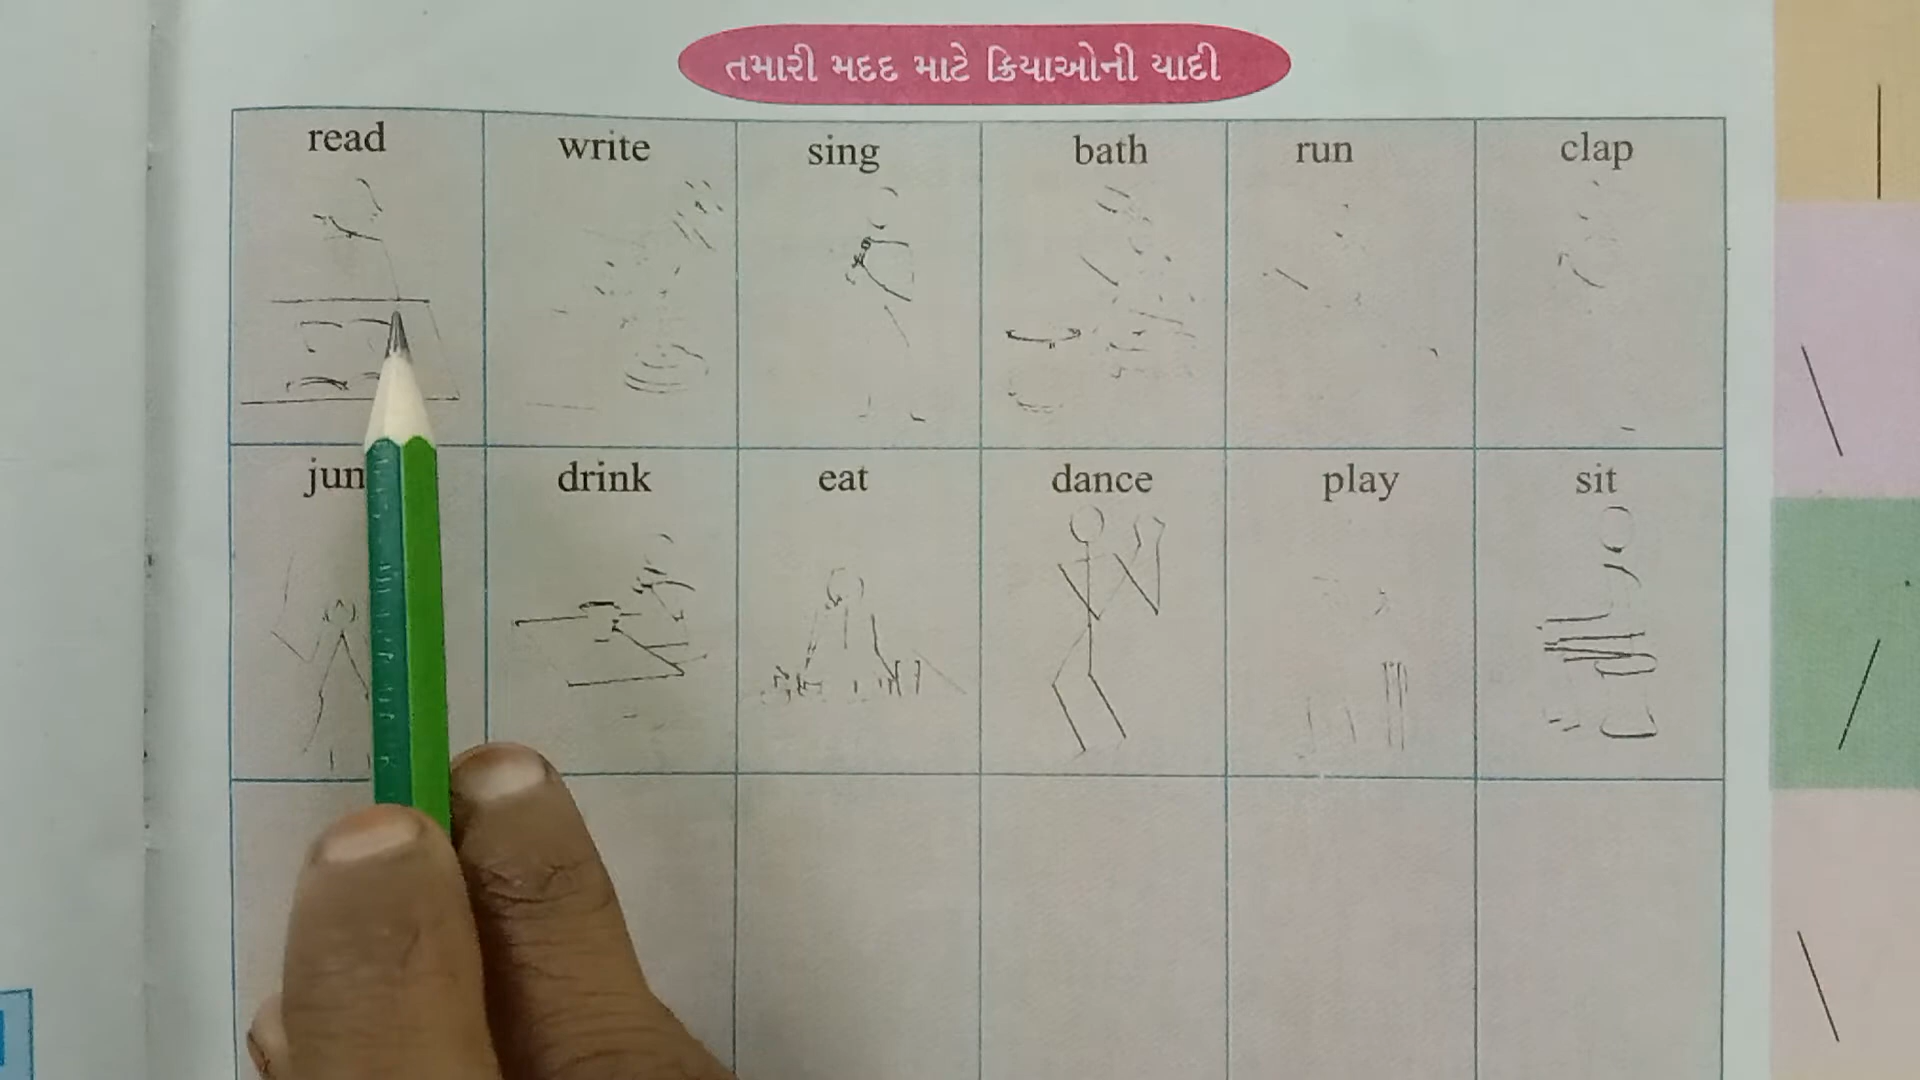 તમારી મદદ માટે ક્રિયાઓની યાદી
read write sing bath run clap
drink eat dance play sit